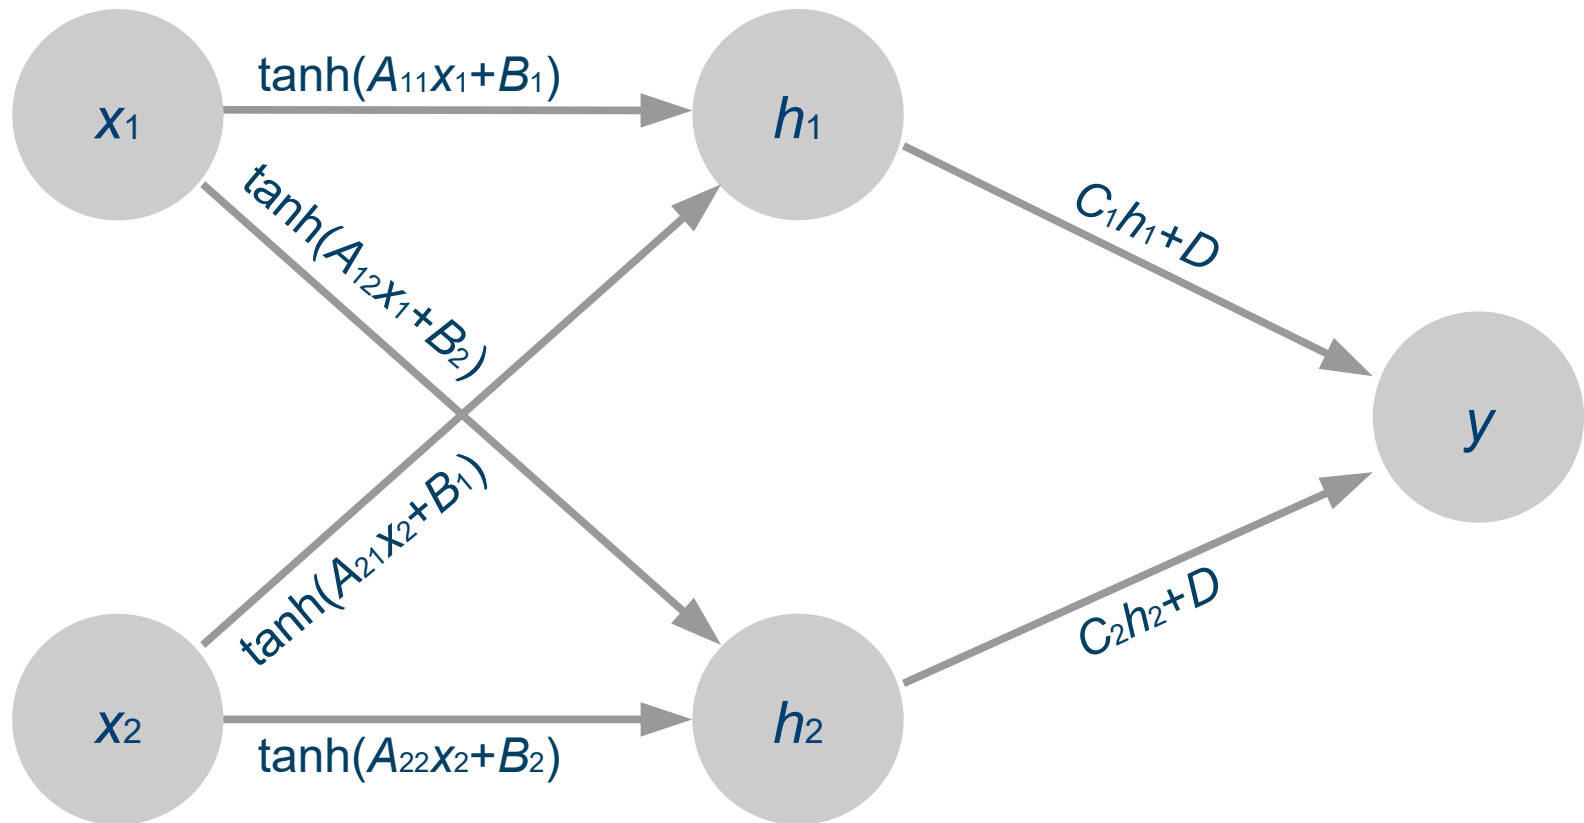 x1
tanh(A11x1+B1)
h1
tanh(A12x1+B2)
C1h1+D
y
tanh(A21x2+B1)
C2h2+D
x2
tanh(A22x2+B2)
h2